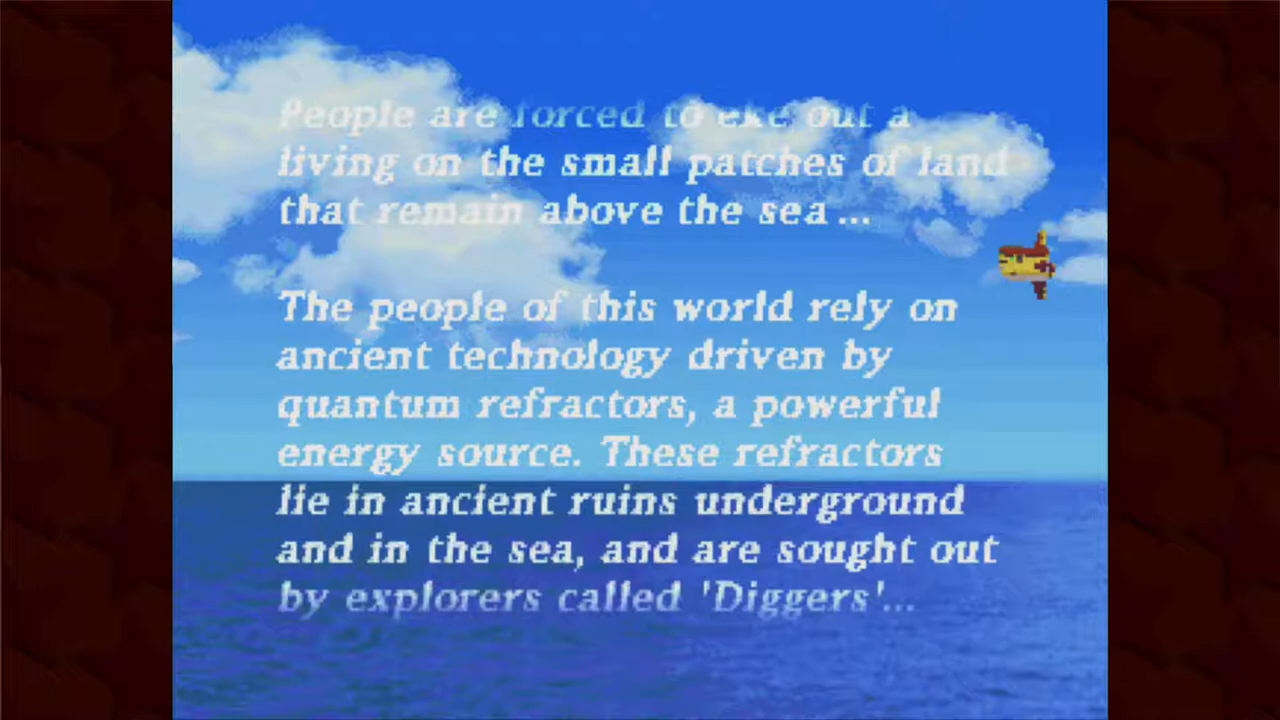 People are forced to eke out a
living on the small patches of land
that remain above the sea...
The people of this world rely on
ancient technology driven by
quantum refractors, a powerful
energy source. These refractors
lie in ancient ruins underground
and in the sea, and are sought out
by explorers called 'Diggers'...